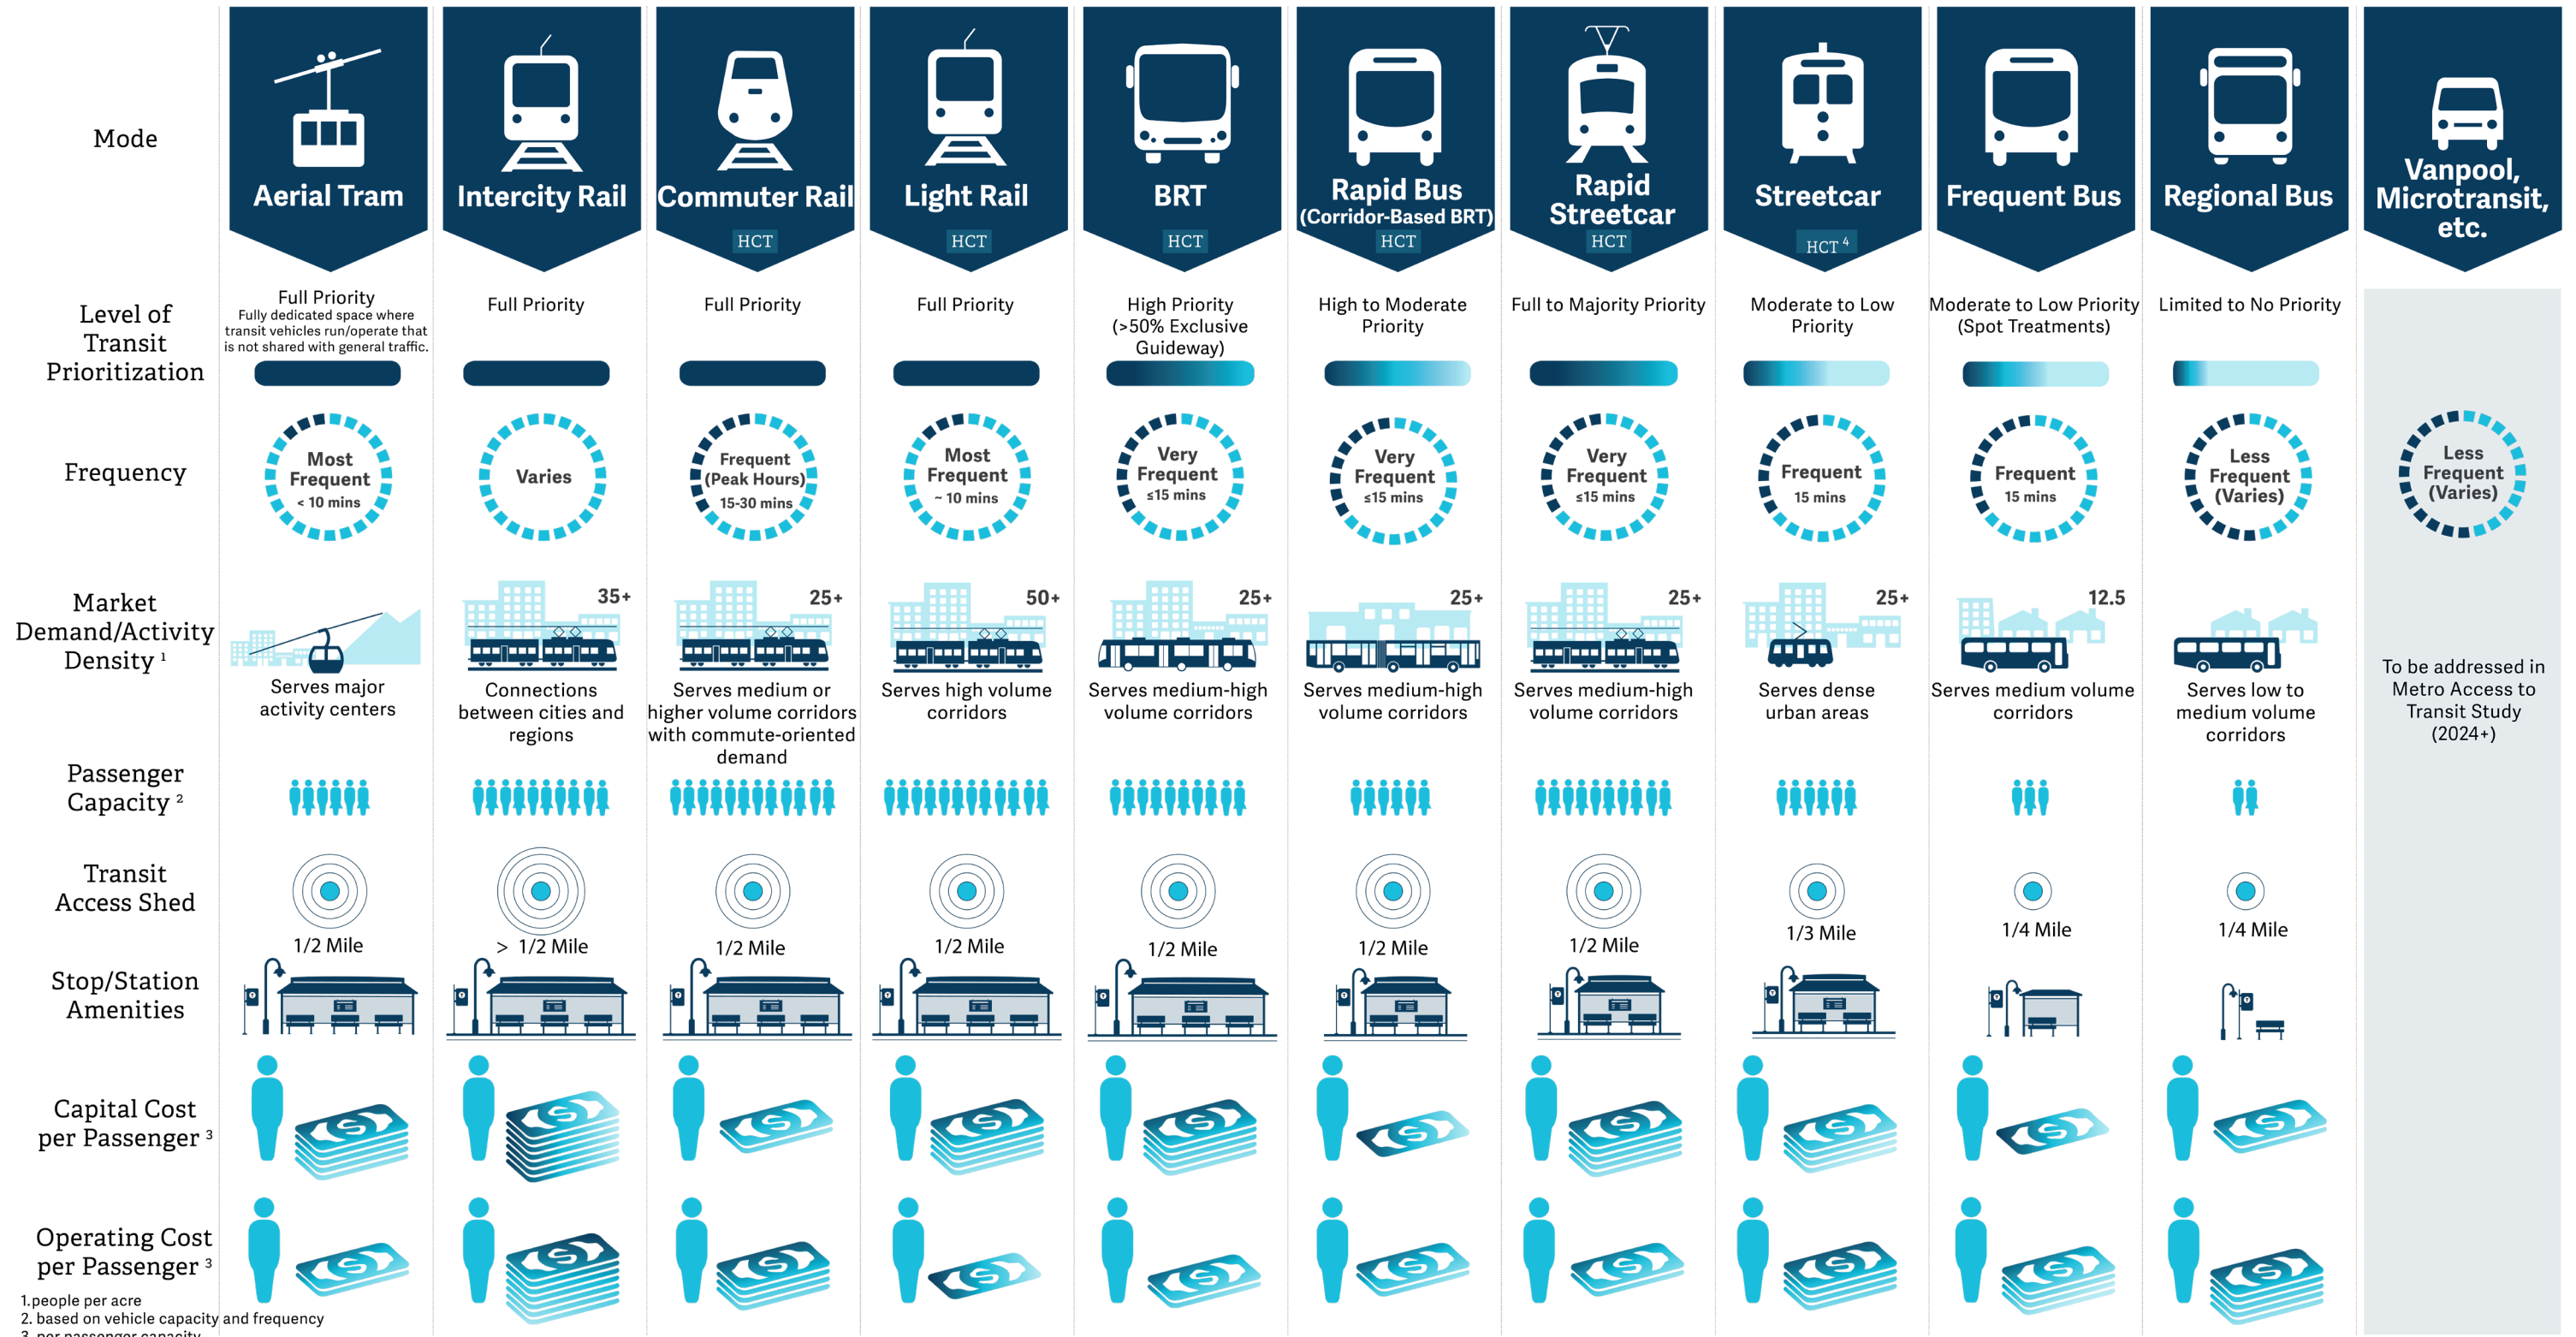 Mode
Aerial Tram
Intercity Rail
Commuter Rail
HCT
Light Rail
HCT
BRT
HCT
Rapid Bus
(Corridor-Based BRT)
HCT
Rapid
Streetcar
HCT
Streetcar
HCT 4
Frequent Bus
Regional Bus
Vanpool,
Microtransit,
etc.
Level of
Transit
Prioritization
Full Priority
Fully dedicated space where
transit vehicles run/operate that
is not shared with general traffic.
Full Priority
Full Priority
Full Priority
High Priority
(>50% Exclusive
Guideway)
High to Moderate
Priority
Full to Majority Priority
Moderate to Low
Priority
Moderate to Low Priority
(Spot Treatments)
Limited to No Priority
Frequency
Most
Frequent
< 10 mins
Varies
Frequent
(Peak Hours)
15-30 mins
Most
Frequent
~ 10 mins
Very
Frequent
≤15 mins
Very
Frequent
≤15 mins
Very
Frequent
≤15 mins
Frequent
15 mins
Frequent
15 mins
Less
Frequent
(Varies)
Less
Frequent
(Varies)
Market
Demand/Activity
Density 1
Serves major
activity centers
35+
Connections
between cities and
regions
25+
Serves medium or
higher volume corridors
with commute-oriented
demand
50+
Serves high volume
corridors
25+
Serves medium-high
volume corridors
25+
Serves medium-high
volume corridors
25+
Serves medium-high
volume corridors
25+
Serves dense
urban areas
12.5
Serves medium volume
corridors
Serves low to
medium volume
corridors
To be addressed in
Metro Access to
Transit Study
(2024+)
Passenger
Capacity 2
Transit
Access Shed
1/2 Mile
> 1/2 Mile
1/2 Mile
1/2 Mile
1/2 Mile
1/2 Mile
1/2 Mile
1/3 Mile
1/4 Mile
1/4 Mile
Stop/Station
Amenities
Capital Cost
per Passenger 3
Operating Cost
per Passenger 3
1.people per acre
2. based on vehicle capacity and frequency
3. per passenger capacity